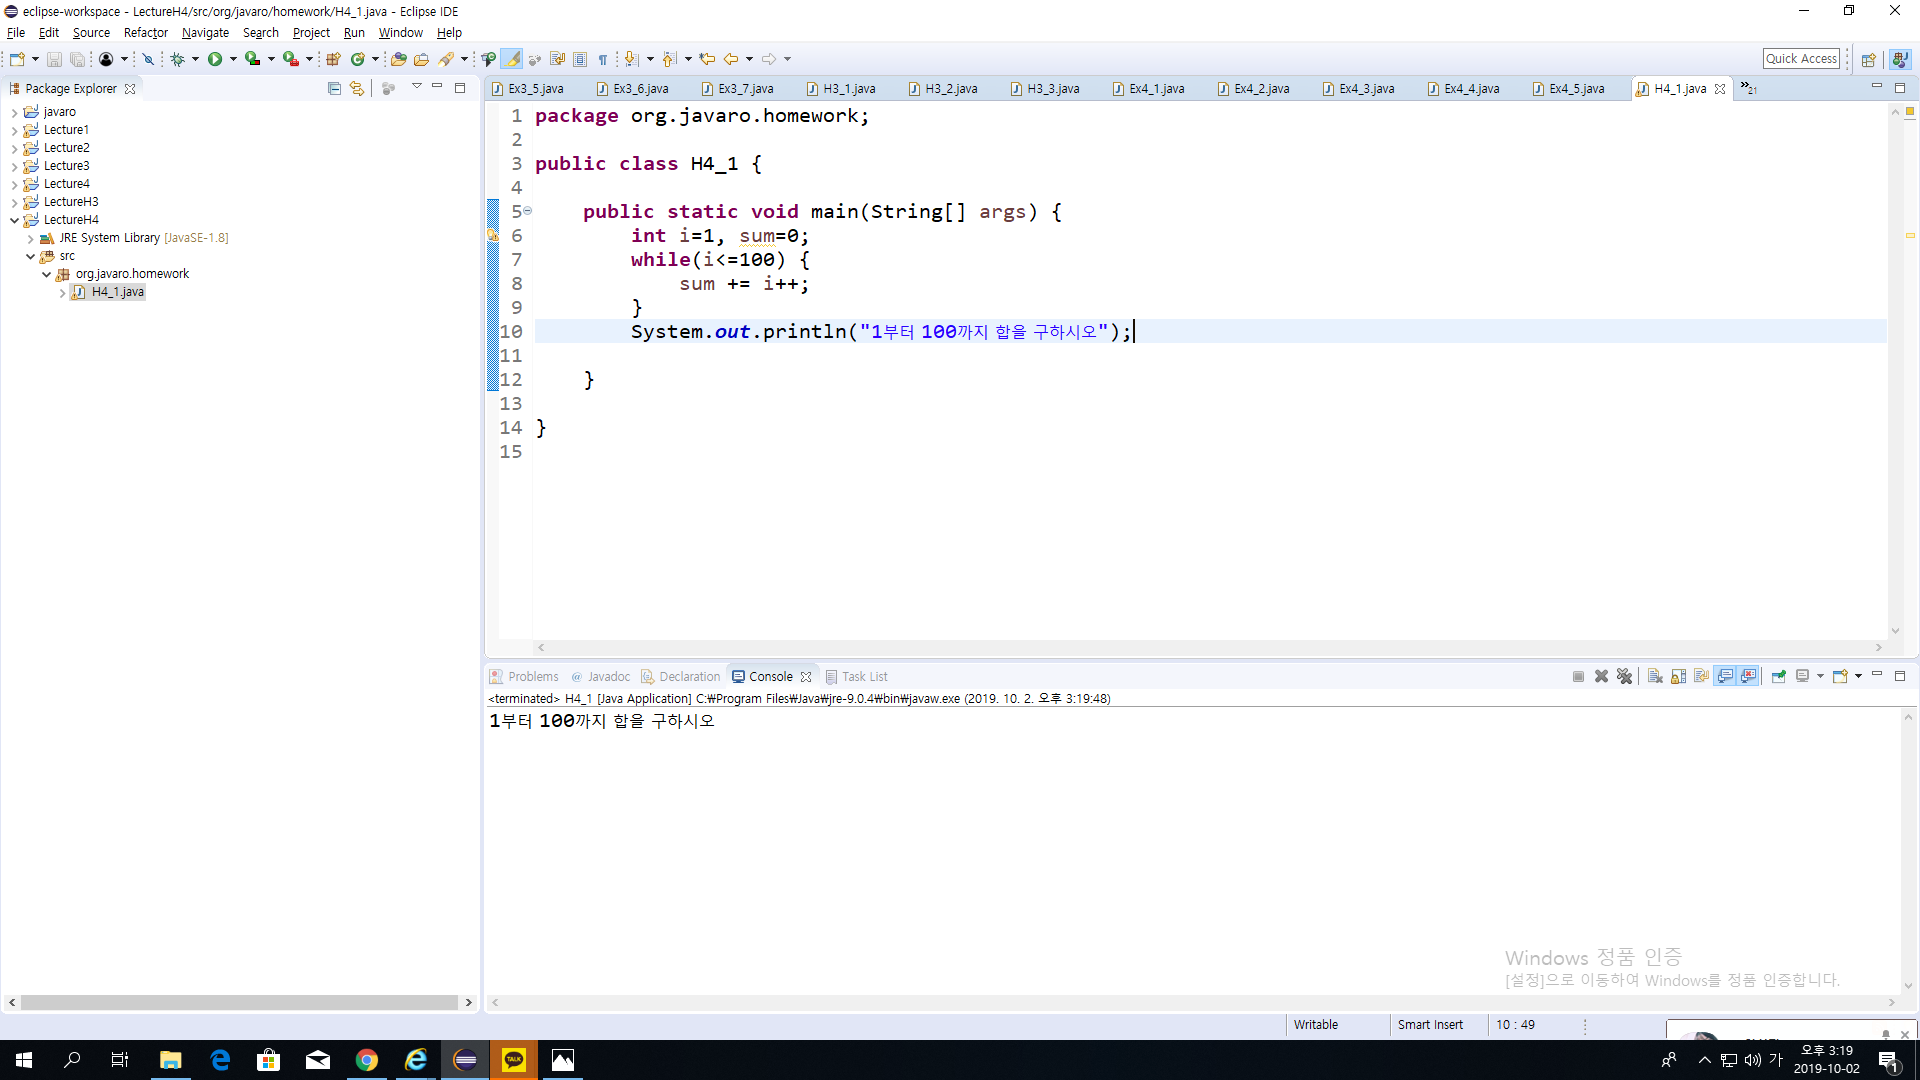 eclipse-workspace - LectureH4/src/org/javaro/homework/H4_1.java - Eclipse IDE
File Edit Source Refactor Navigate Search Project Run Window Help
Quick Access
Package Explorer
javaro
Lecture1
Lecture2
Lecture3
Lecture4
LectureH3
LectureH4
JRE System Library [JavaSE-1.8]
src
org.javaro.homework
H4_1.java
Ex3_5.java Ex3_6.java Ex3_7.java H3_1.java H3_2.java H3_3.java Ex4_1.java Ex4_2.java Ex4_3.java Ex4_4.java Ex4_5.java H4_1.java »21
1 package org.javaro.homework;
2
3 public class H4_1 {
4
5     public static void main(String[] args) {
6         int i=1, sum=0;
7         while(i<=100) {
8             sum += i++;
9         }
10         System.out.println("1부터 100까지 합을 구하시오");
11
12     }
13
14 }
15
Problems @ Javadoc Declaration Console Task List
<terminated> H4_1 [Java Application] C:₩Program Files₩Java₩jre-9.0.4₩bin₩javaw.exe (2019. 10. 2. 오후 3:19:48)
1부터 100까지 합을 구하시오
Windows 정품 인증
[설정]으로 이동하여 Windows를 정품 인증합니다.
Writable Smart Insert 10 : 49
TALK
가
오후 3:19
2019-10-02
1